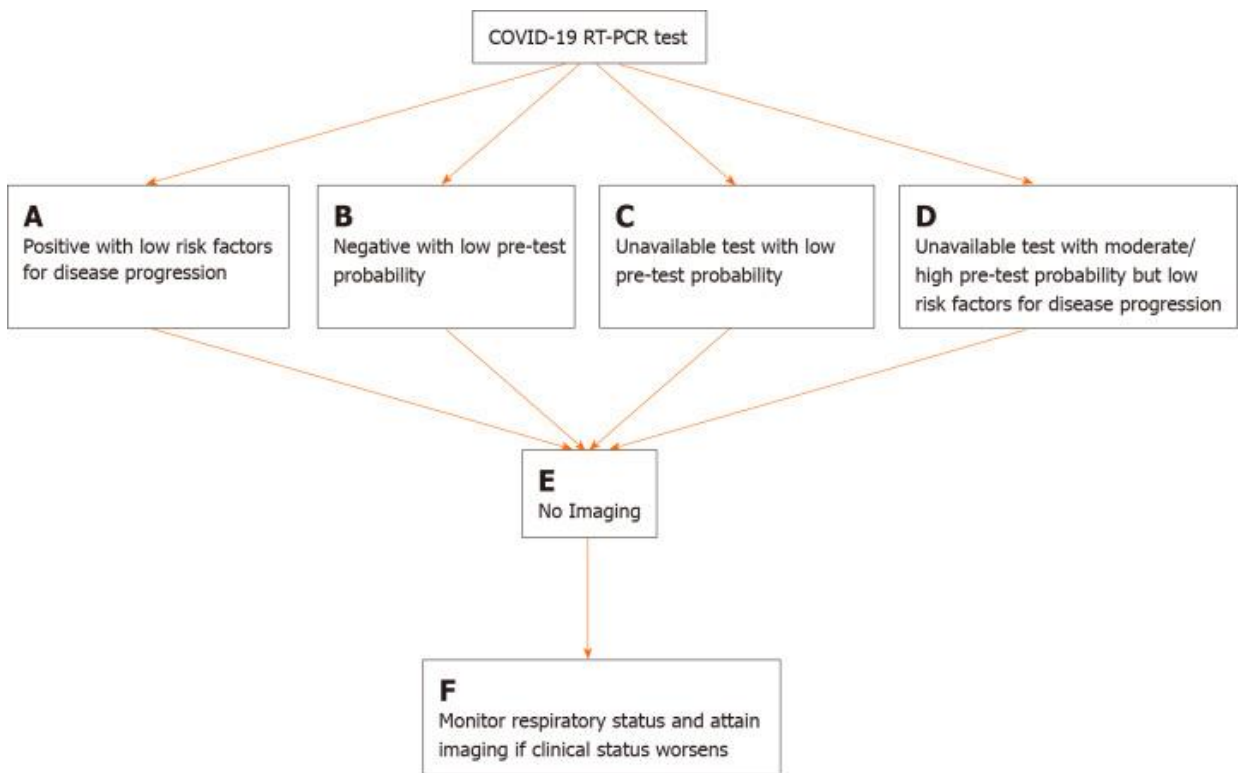 COVID-19 RT-PCR test
A
Positive with low risk factors
for disease progression
B
Negative with low pre-test
probability
C
Unavailable test with low
pre-test probability
D
Unavailable test with moderate/
high pre-test probability but low
risk factors for disease progression
E
No Imaging
F
Monitor respiratory status and attain
imaging if clinical status worsens